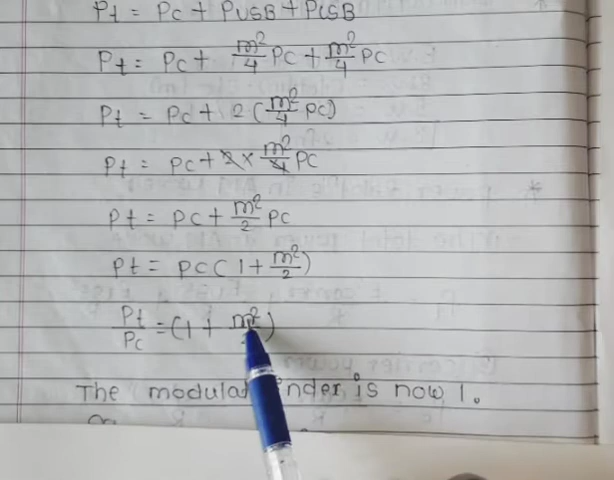 Pt = Pc + PUSB + PLSB
Pt = Pc + m²/4 Pc + m²/4 Pc
Pt = Pc + 2 (m²/4 Pc)
Pt = Pc + 2 × m²/4 Pc
Pt = Pc + m²/2 Pc
Pt = Pc (1 + m²/2)
Pt/Pc = (1 + m²
The is now 1.